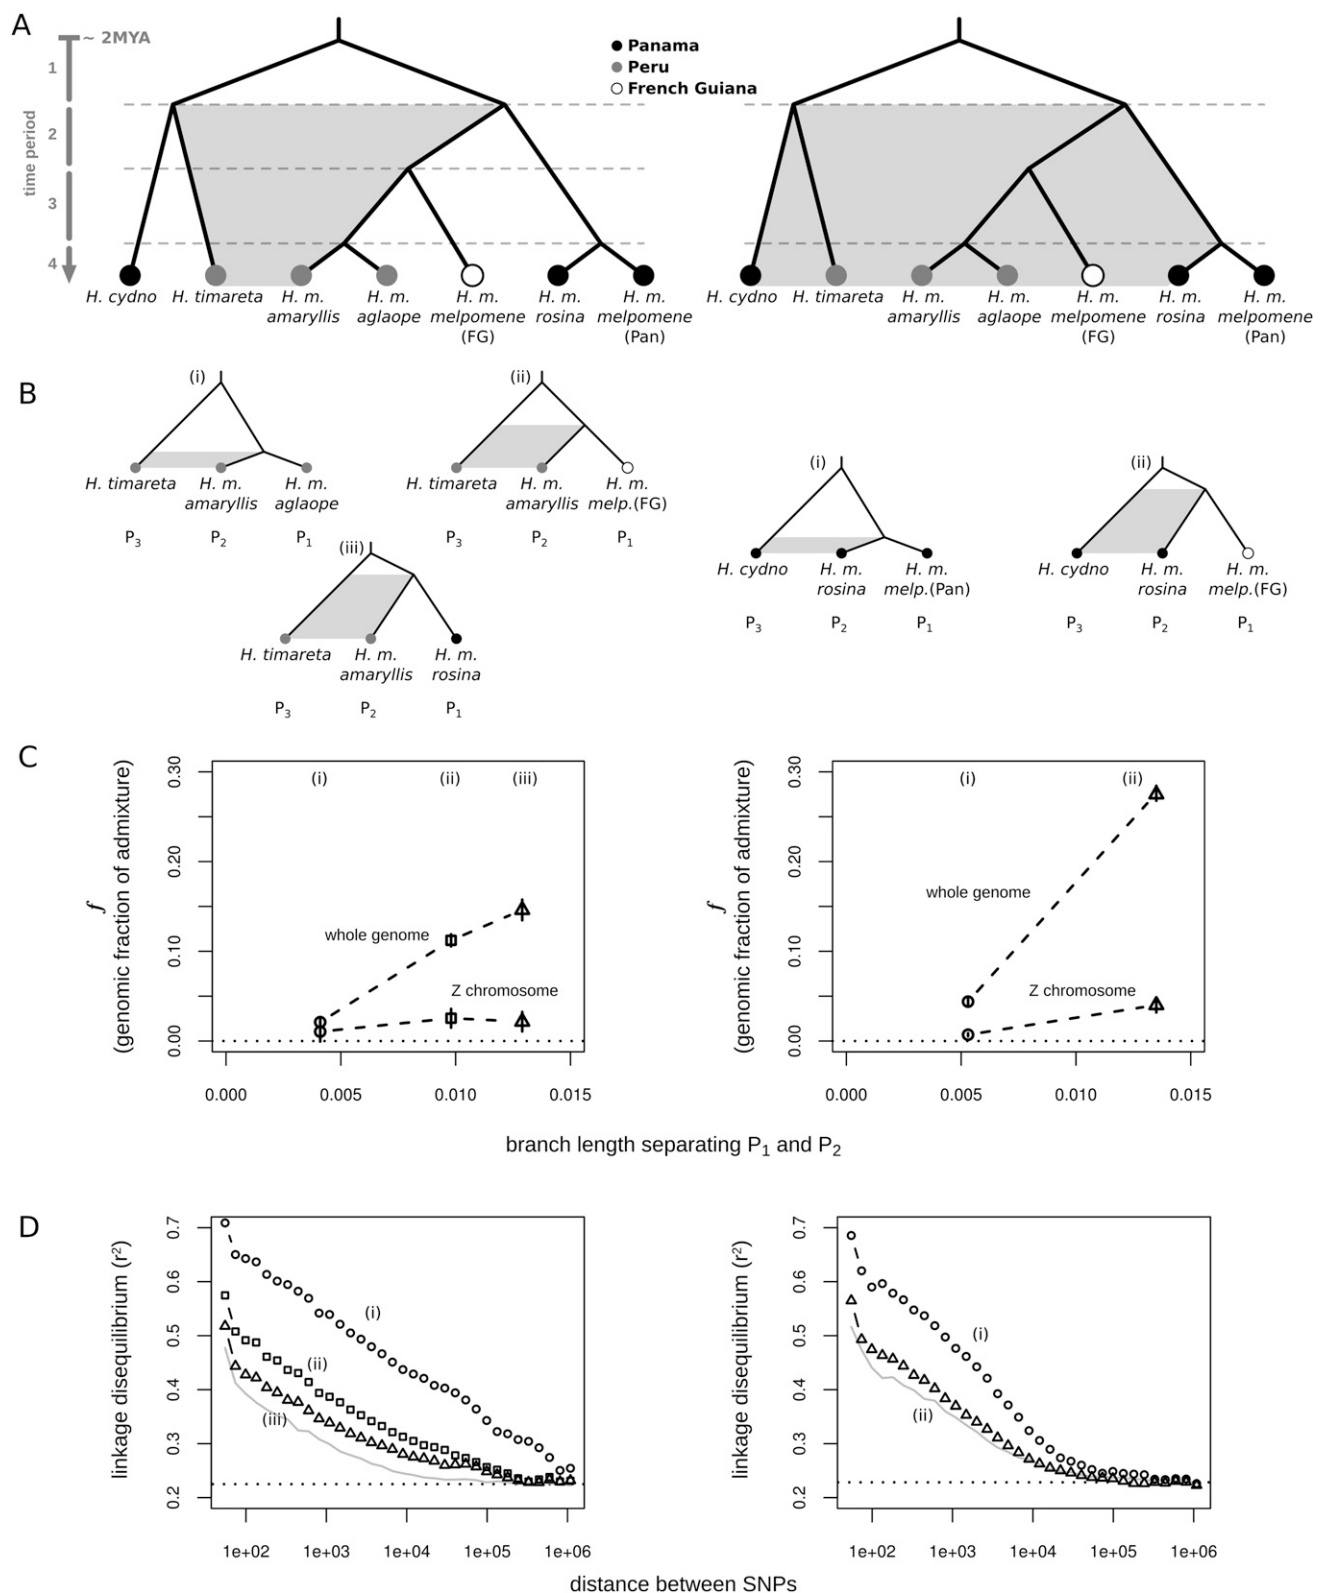 A
~ 2MYA
time period
1
2
3
4
Panama
Peru
French Guiana
H. cydno
H. timareta
H. m.
amaryllis
H. m.
aglaope
H. m.
melpomene
(FG)
H. m.
rosina
H. m.
melpomene
(Pan)
H. cydno
H. timareta
H. m.
amaryllis
H. m.
aglaope
H. m.
melpomene
(FG)
H. m.
rosina
H. m.
melpomene
(Pan)
B
(i)
H. timareta
H. m.
amaryllis
H. m.
aglaope
P3
P2
P1
(ii)
H. timareta
H. m.
amaryllis
H. m.
melp.(FG)
P3
P2
P1
(iii)
H. timareta
H. m.
amaryllis
H. m.
rosina
P3
P2
P1
(i)
H. cydno
H. m.
rosina
H. m.
melp.(Pan)
P3
P2
P1
(ii)
H. cydno
H. m.
rosina
H. m.
melp.(FG)
P3
P2
P1
C
f
(genomic fraction of admixture)
0.30
0.20
0.10
0.00
(i)
(ii)
(iii)
whole genome
Z chromosome
0.000
0.005
0.010
0.015
f
(genomic fraction of admixture)
0.30
0.20
0.10
0.00
(i)
(ii)
whole genome
Z chromosome
0.000
0.005
0.010
0.015
branch length separating P1 and P2
D
linkage disequilibrium (r²)
0.7
0.6
0.5
0.4
0.3
0.2
(i)
(ii)
(iii)
1e+02
1e+03
1e+04
1e+05
1e+06
linkage disequilibrium (r²)
0.7
0.6
0.5
0.4
0.3
0.2
(i)
(ii)
1e+02
1e+03
1e+04
1e+05
1e+06
distance between SNPs